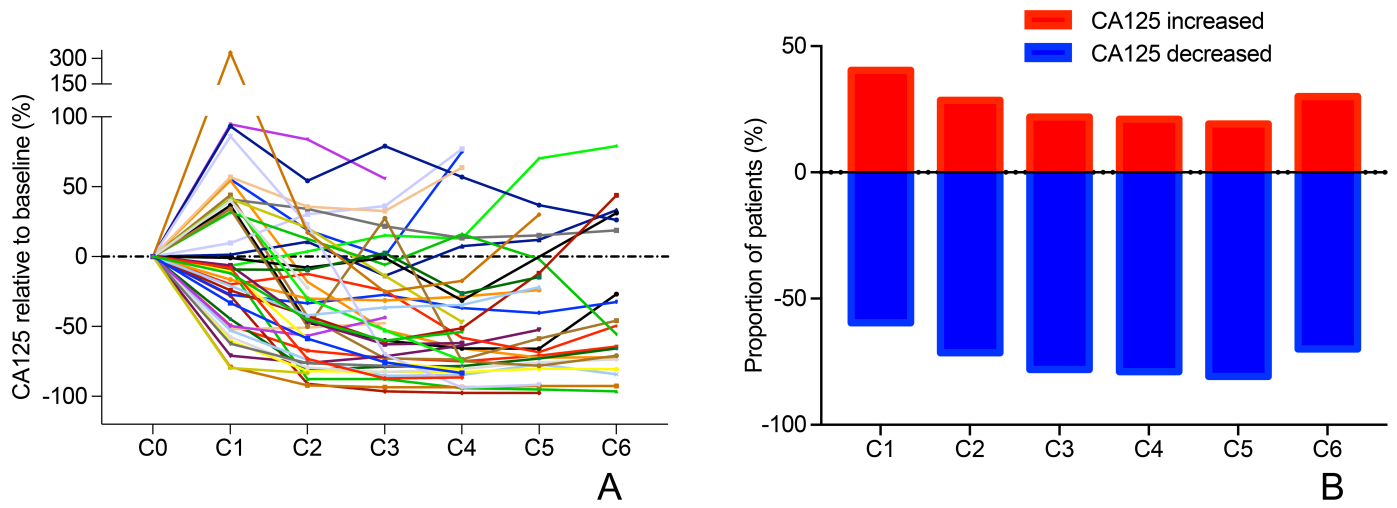 CA125 relative to baseline (%)
300
150
100
50
0
-50
-100
C0 C1 C2 C3 C4 C5 C6
A
CA125 increased
CA125 decreased
Proportion of patients (%)
50
0
-50
-100
C1 C2 C3 C4 C5 C6
B